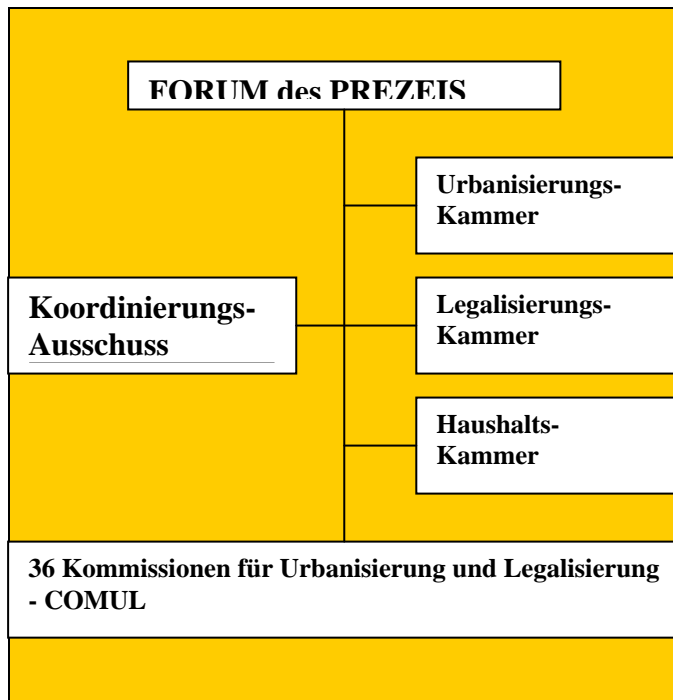 FORUM des PREZEIS
Urbanisierungs-
Kammer
Koordinierungs-
Ausschuss
Legalisierungs-
Kammer
Haushalts-
Kammer
36 Kommissionen für Urbanisierung und Legalisierung
- COMUL